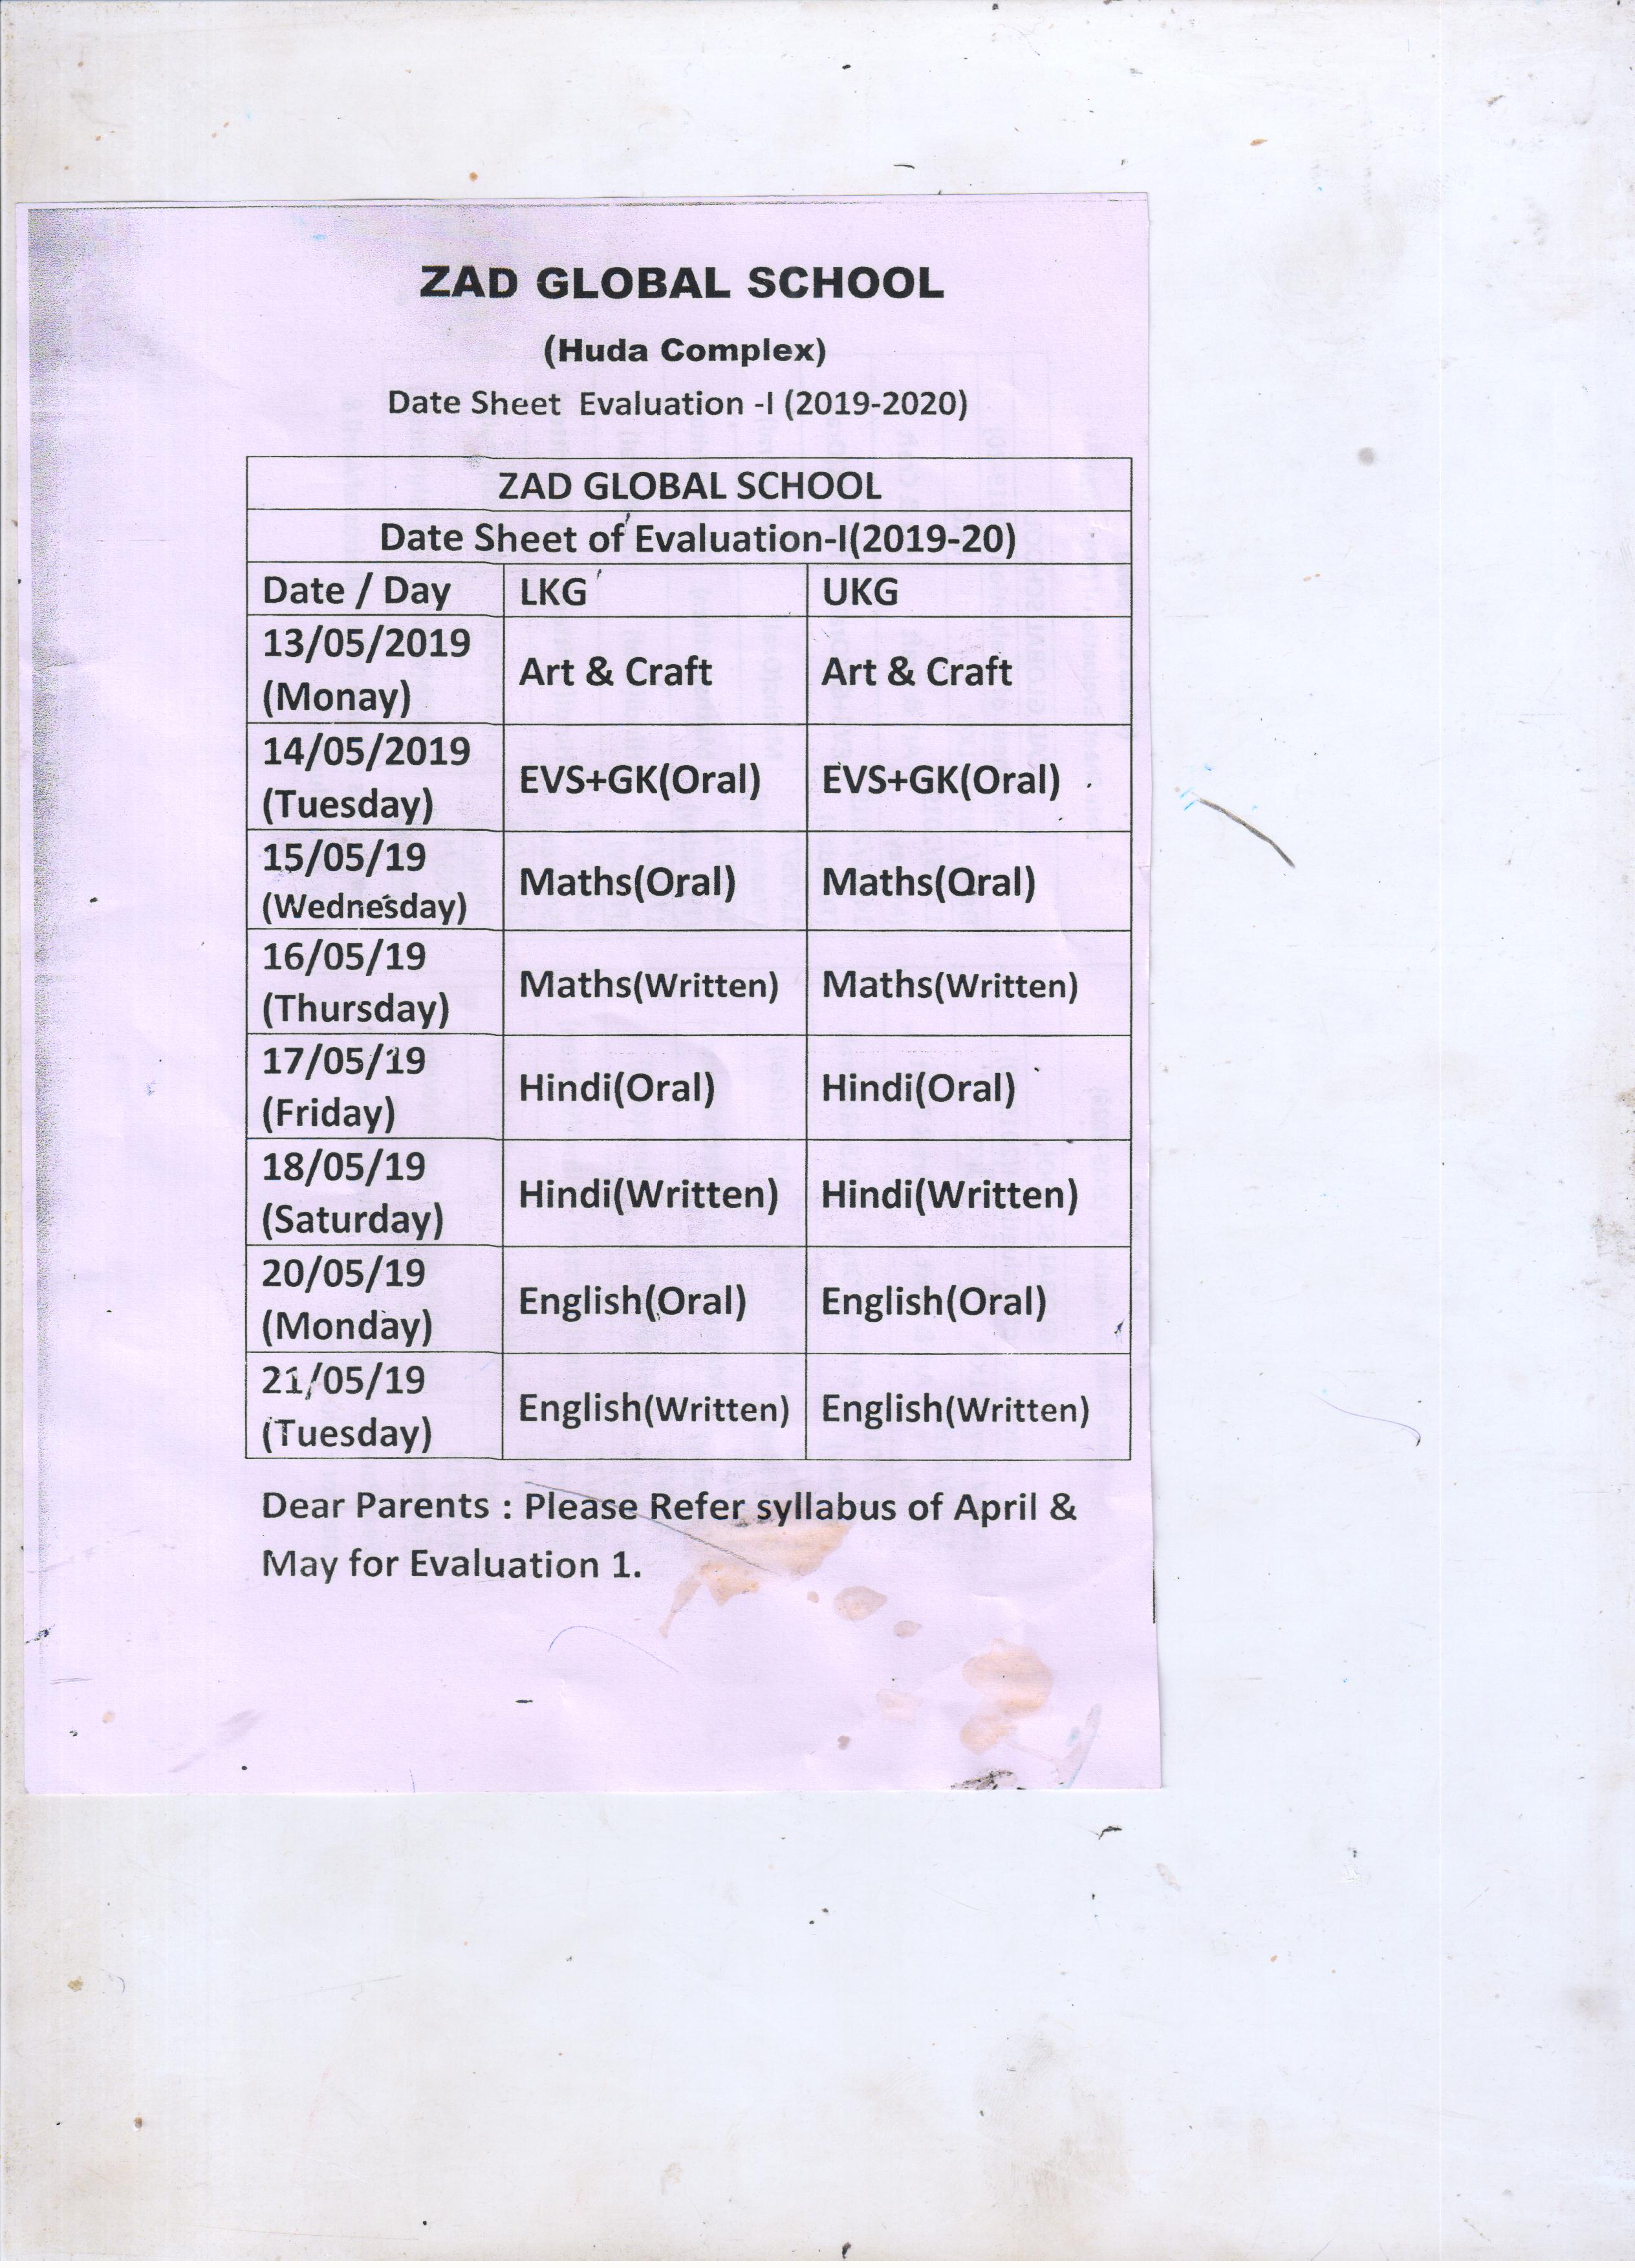 ZAD GLOBAL SCHOOL
(Huda Complex)
Date Sheet Evaluation -I (2019-2020)
ZAD GLOBAL SCHOOL
Date Sheet of Evaluation-I(2019-20)
Date / Day LKG UKG
13/05/2019
(Monay) Art & Craft Art & Craft
14/05/2019
(Tuesday) EVS+GK(Oral) EVS+GK(Oral)
15/05/19
(Wednesday) Maths(Oral) Maths(Oral)
16/05/19
(Thursday) Maths(Written) Maths(Written)
17/05/19
(Friday) Hindi(Oral) Hindi(Oral)
18/05/19
(Saturday) Hindi(Written) Hindi(Written)
20/05/19
(Monday) English(Oral) English(Oral)
21/05/19
(Tuesday) English(Written) English(Written)
Dear Parents : Please Refer syllabus of April &
May for Evaluation 1.